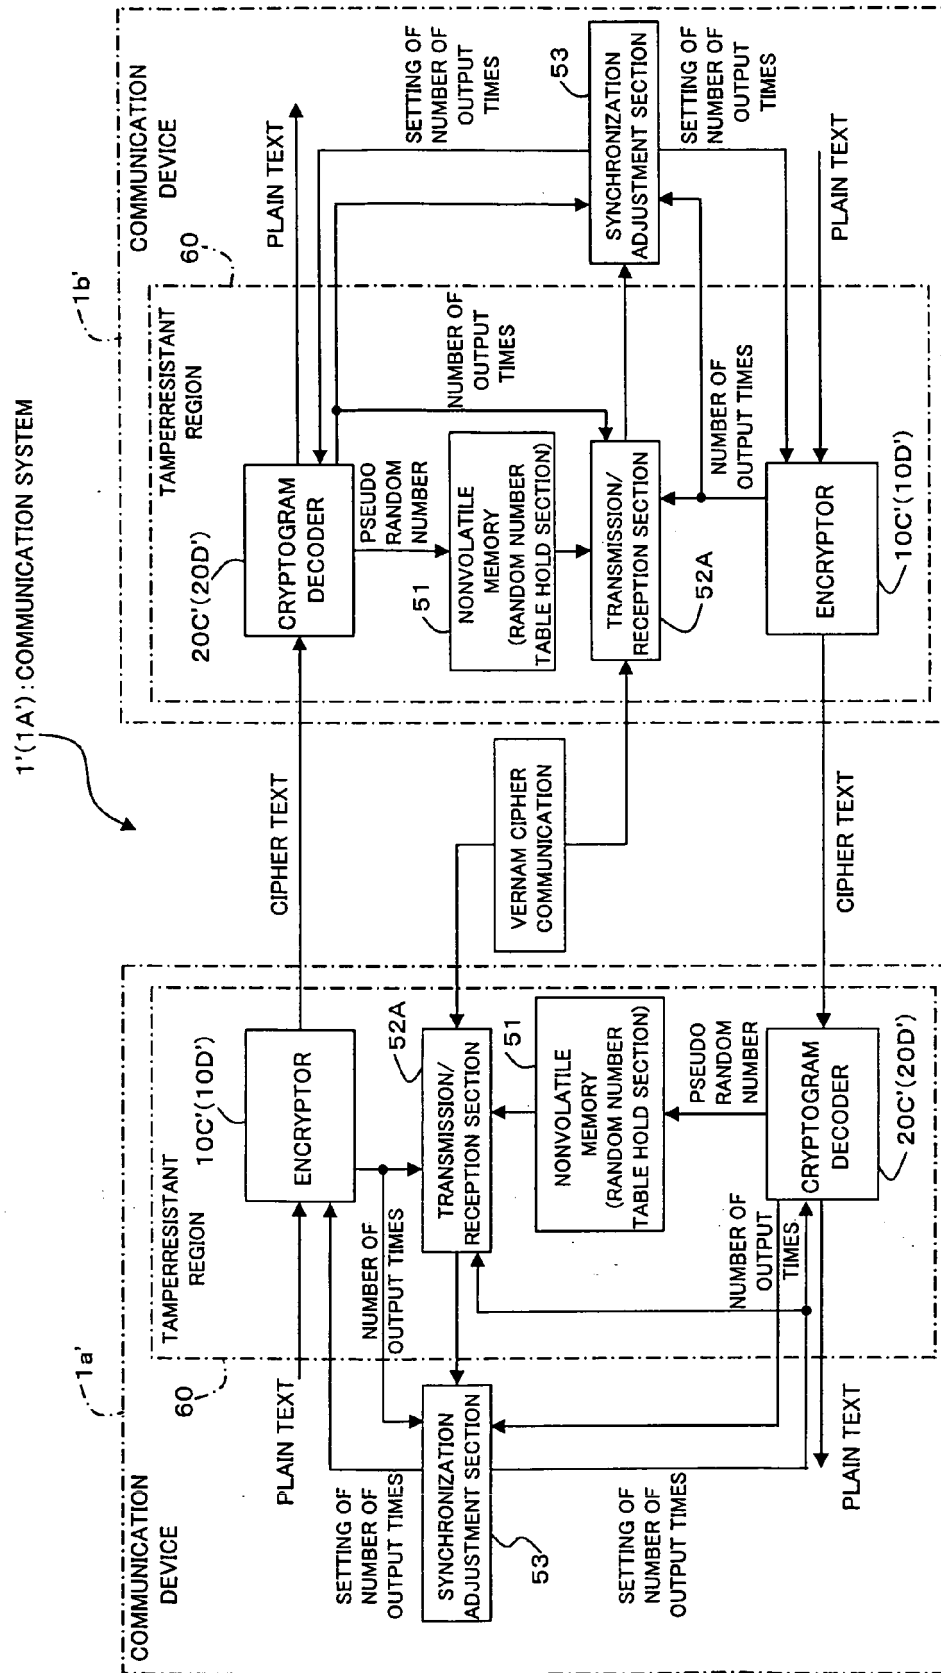 1'(1A'):COMMUNICATION SYSTEM
COMMUNICATION
DEVICE
1a'
60
TAMPERRESISTANT
REGION
10C'(10D')
PLAIN TEXT
ENCRYPTOR
CIPHER TEXT
SETTING OF
NUMBER OF
OUTPUT TIMES
NUMBER OF
OUTPUT TIMES
52A
SYNCHRONIZATION
ADJUSTMENT SECTION
53
TRANSMISSION/
RECEPTION SECTION
51
NONVOLATILE
MEMORY
(RANDOM NUMBER
TABLE HOLD SECTION)
PSEUDO
RANDOM
NUMBER
SETTING OF
NUMBER OF
OUTPUT TIMES
NUMBER OF
OUTPUT
TIMES
CRYPTOGRAM
DECODER
20C'(20D')
PLAIN TEXT
VERNAM CIPHER
COMMUNICATION
CIPHER TEXT
1b'
COMMUNICATION
DEVICE
60
TAMPERRESISTANT
REGION
20C'(20D')
CRYPTOGRAM
DECODER
PLAIN TEXT
PSEUDO
RANDOM
NUMBER
SETTING OF
NUMBER OF
OUTPUT
TIMES
51
NONVOLATILE
MEMORY
(RANDOM NUMBER
TABLE HOLD SECTION)
NUMBER OF
OUTPUT
TIMES
53
TRANSMISSION/
RECEPTION SECTION
52A
SYNCHRONIZATION
ADJUSTMENT SECTION
NUMBER OF
OUTPUT TIMES
SETTING OF
NUMBER OF
OUTPUT
TIMES
ENCRYPTOR
10C'(10D')
PLAIN TEXT